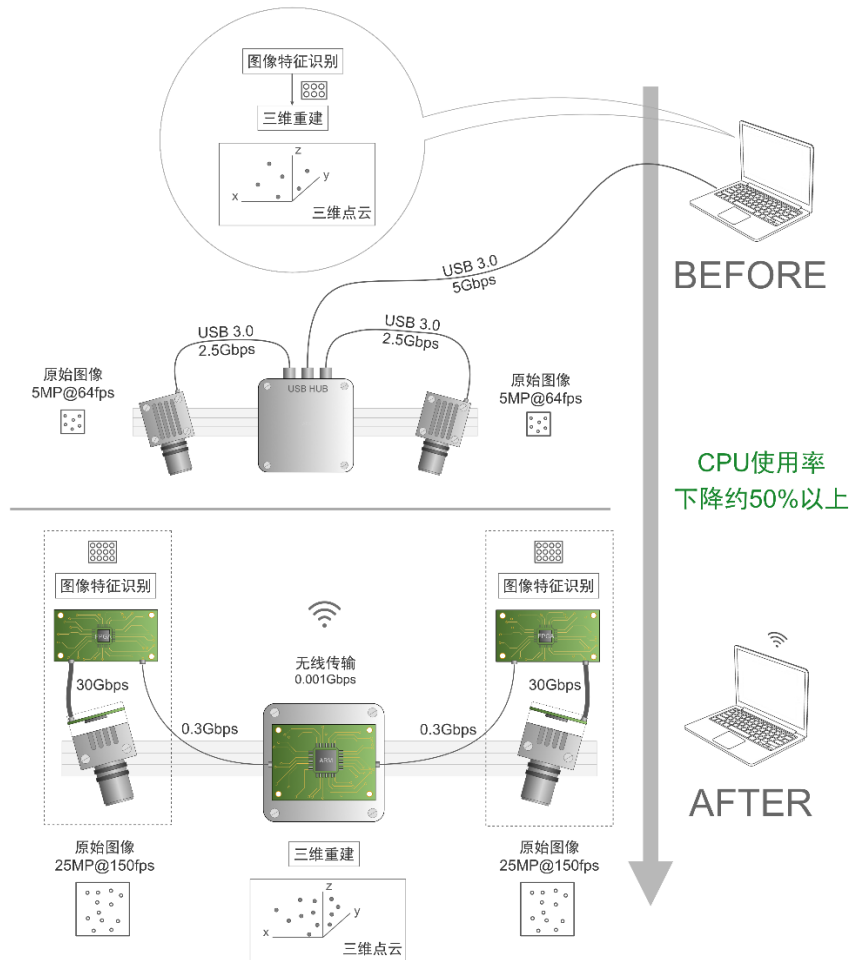 图像特征识别
三维重建
z
y
x
三维点云
BEFORE
USB 3.0
5Gbps
USB 3.0
2.5Gbps
USB 3.0
2.5Gbps
原始图像
5MP@64fps
USB HUB
原始图像
5MP@64fps
CPU使用率
下降约50%以上
图像特征识别
图像特征识别
FPGA
无线传输
0.001Gbps
30Gbps
30Gbps
0.3Gbps
0.3Gbps
ARM
AFTER
原始图像
25MP@150fps
三维重建
原始图像
25MP@150fps
z
y
x
三维点云